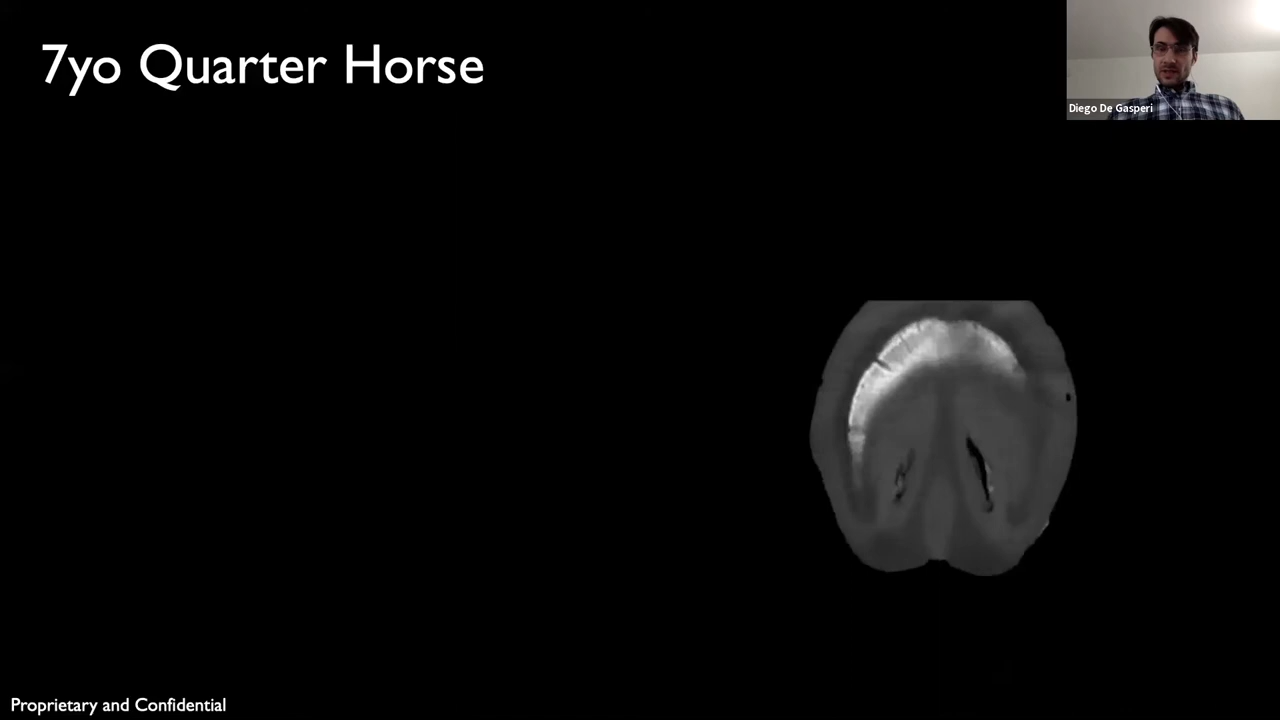 7yo Quarter Horse
Diego De Gasperi
Proprietary and Confidential